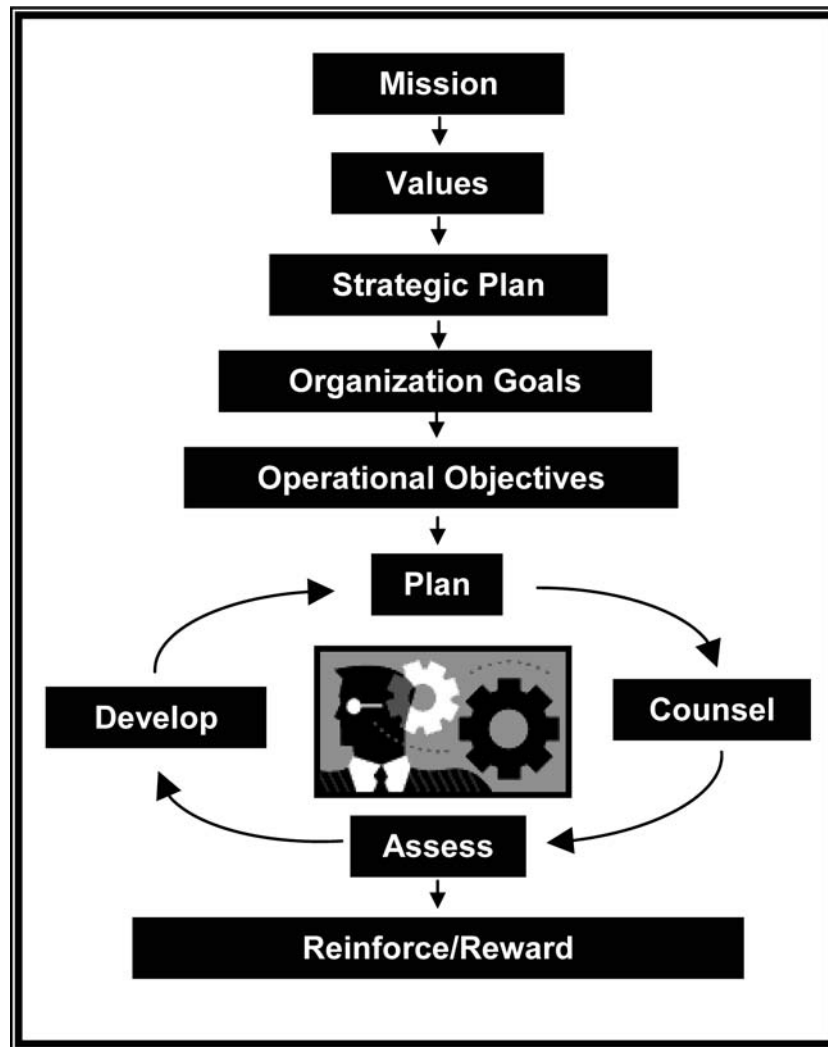 Mission
Values
Strategic Plan
Organization Goals
Operational Objectives
Plan
Develop
Counsel
Assess
Reinforce/Reward